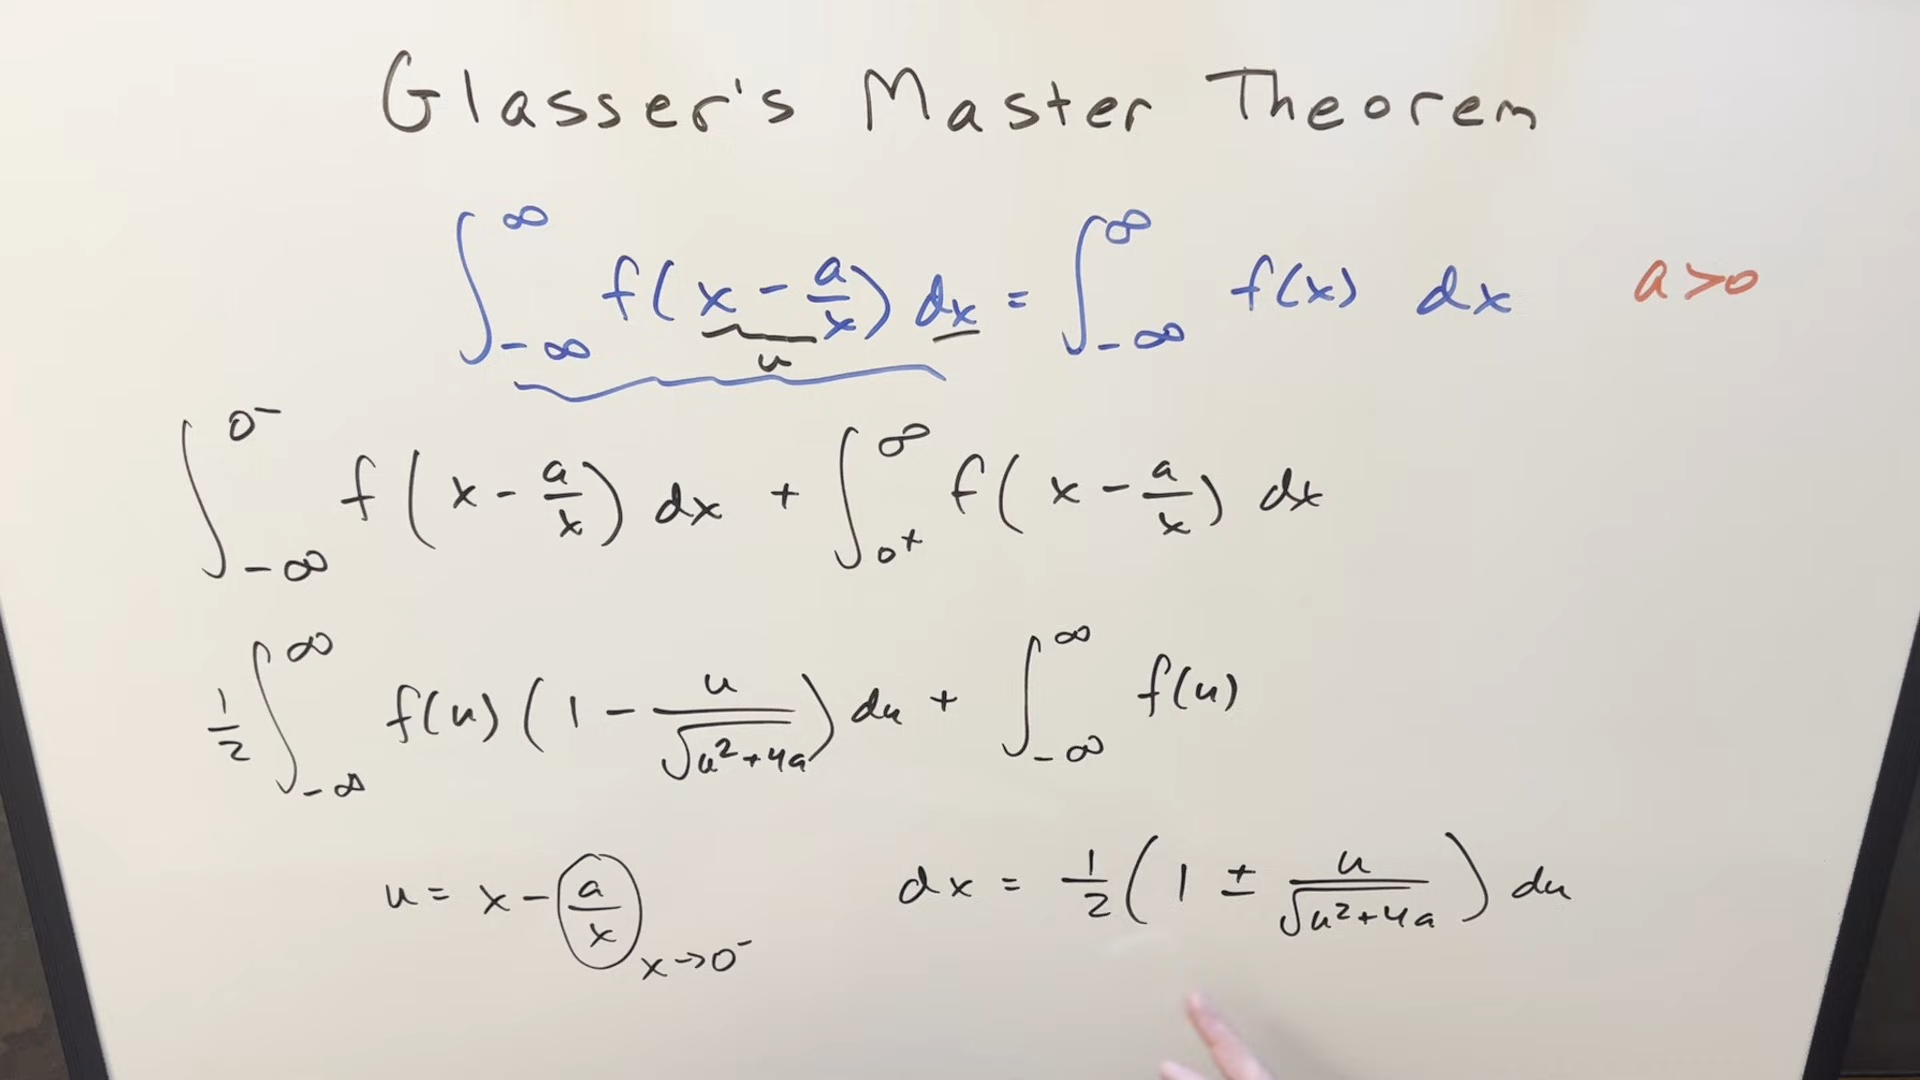 Glasser's Master Theorem
∫_{-∞}^{∞} f(x - a/x) dx = ∫_{-∞}^{∞} f(x) dx a>0
u
∫_{-∞}^{0⁻} f(x - a/x) dx + ∫_{0⁺}^{∞} f(x - a/x) dx
1/2 ∫_{-∞}^{∞} f(u) (1 - u/√(u²+4a)) du + ∫_{-∞}^{∞} f(u)
u = x - a/x x→0⁻ dx = 1/2 (1 ± u/√(u²+4a)) du